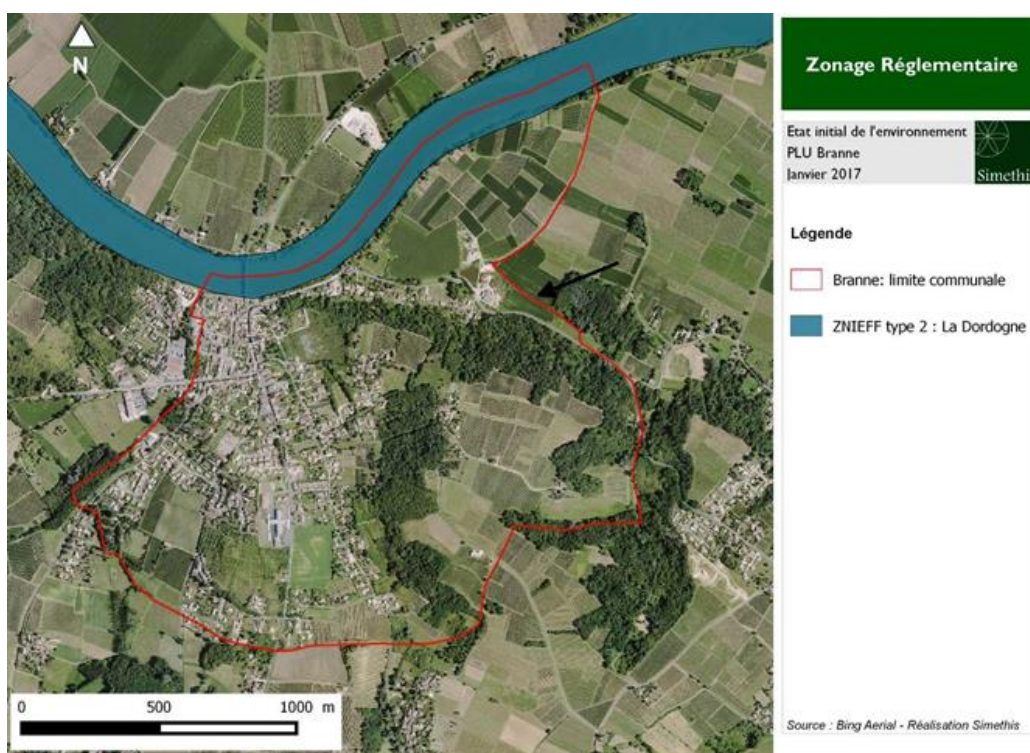 N
Zonage Réglementaire
Etat initial de l'environnement
PLU Branne
Janvier 2017
Simethis
Légende
Branne: limite communale
ZNIEFF type 2 : La Dordogne
0 500 1000 m
Source : Bing Aerial - Réalisation Simethis